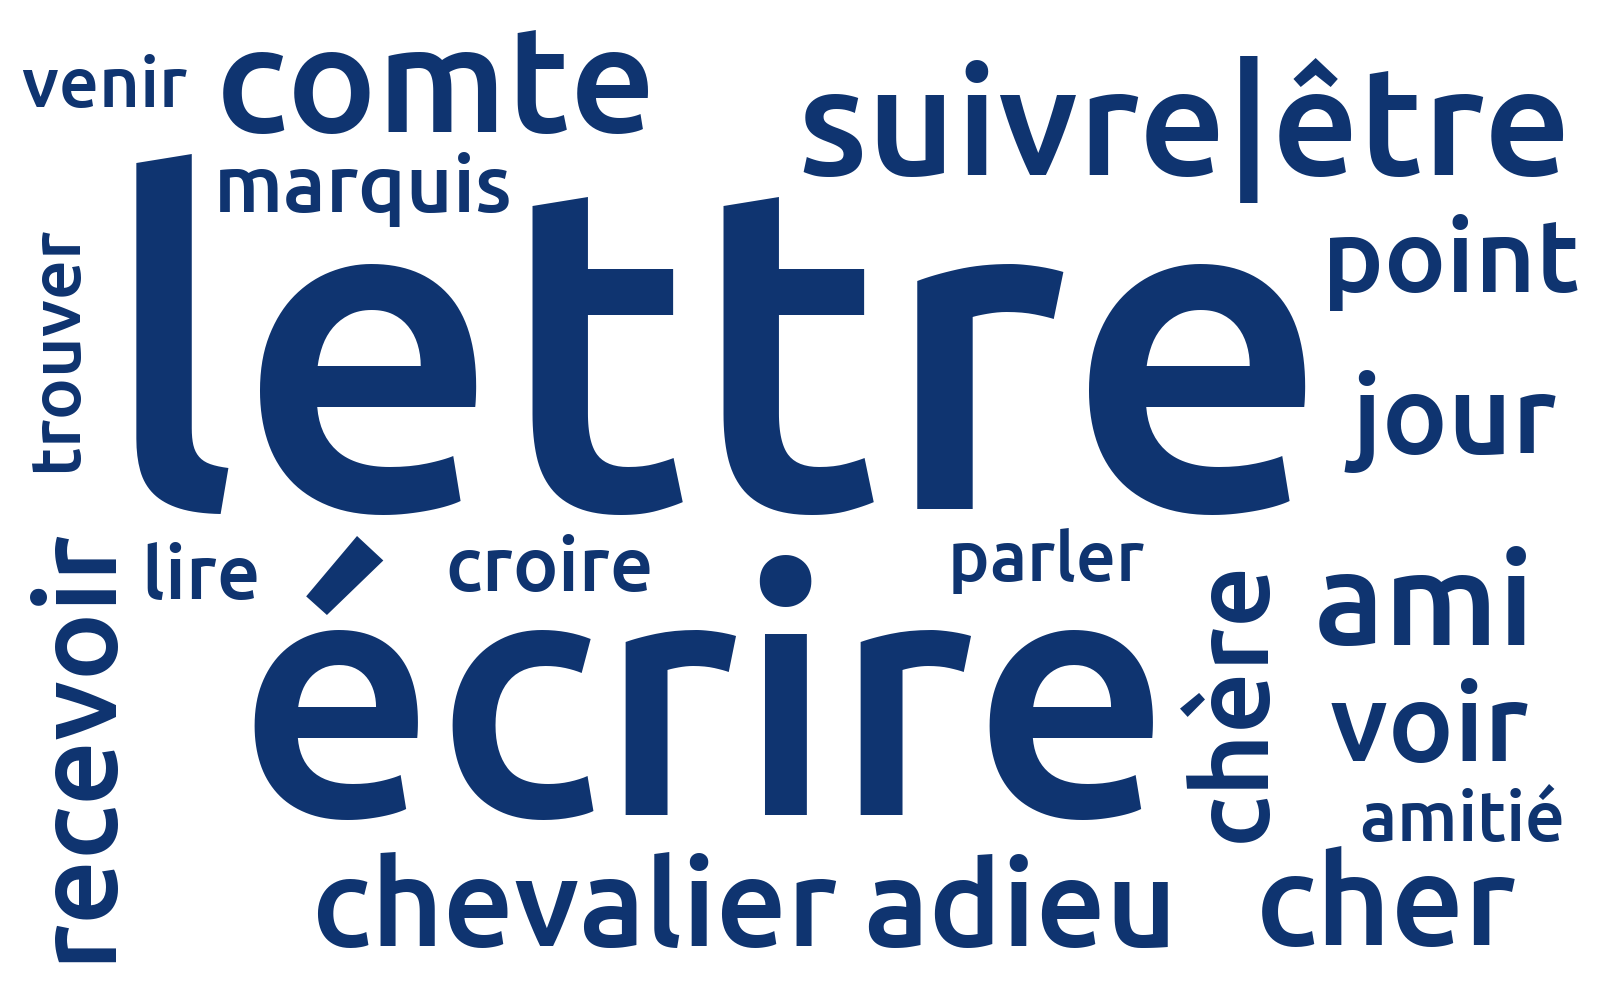 venir
comte
suivre|être
marquis
lettre
point
trouver
jour
lire
croire
parler
recevoir
écrire
chère
ami
voir
amitié
chevalier
adieu
cher